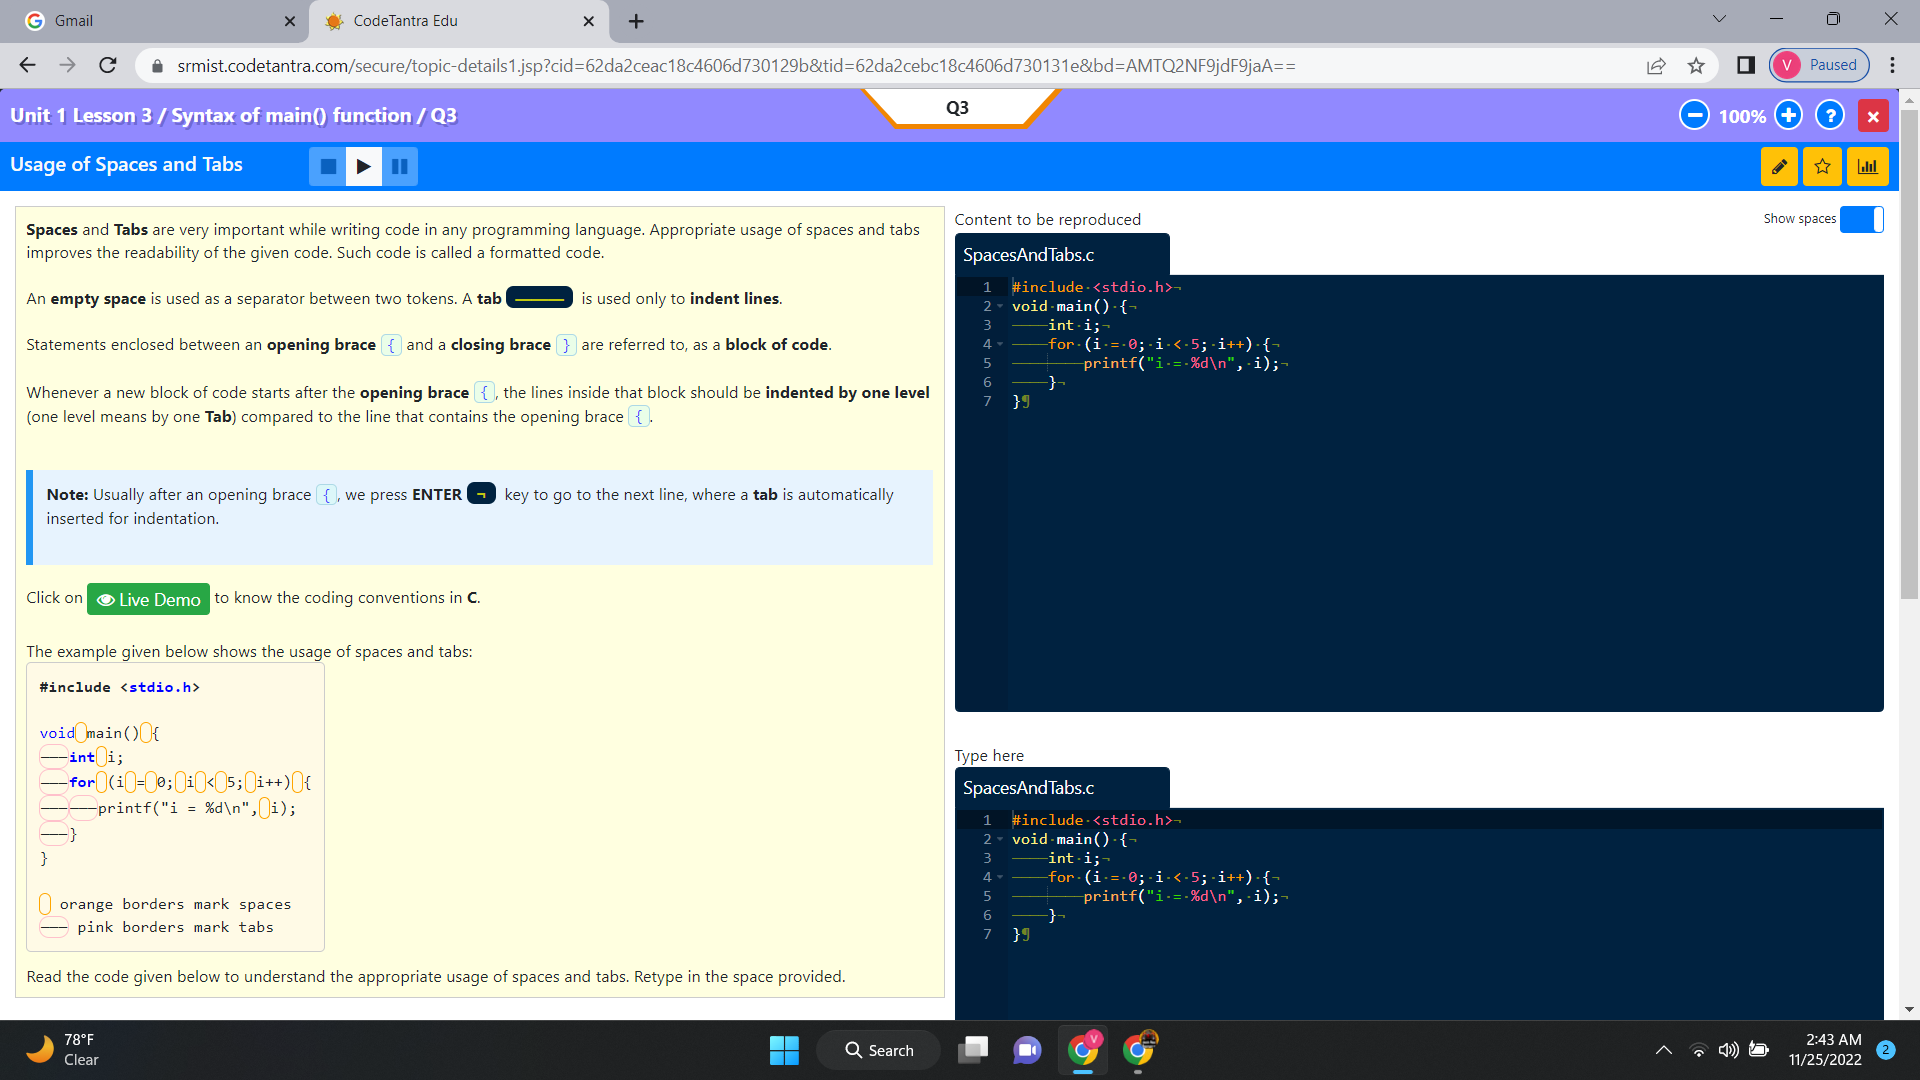 Gmail
CodeTantra Edu
srmist.codetantra.com/secure/topic-details1.jsp?cid=62da2ceac18c4606d730129b&tid=62da2cebc18c4606d730131e&bd=AMTQ2NF9jdF9jaA==
V Paused
Unit 1 Lesson 3 / Syntax of main() function / Q3
Q3
100%
?
Usage of Spaces and Tabs
Spaces and Tabs are very important while writing code in any programming language. Appropriate usage of spaces and tabs
improves the readability of the given code. Such code is called a formatted code.
An empty space is used as a separator between two tokens. A tab is used only to indent lines.
Statements enclosed between an opening brace { and a closing brace } are referred to, as a block of code.
Whenever a new block of code starts after the opening brace {, the lines inside that block should be indented by one level
(one level means by one Tab) compared to the line that contains the opening brace {.
Note: Usually after an opening brace {, we press ENTER ¬ key to go to the next line, where a tab is automatically
inserted for indentation.
Click on Live Demo to know the coding conventions in C.
The example given below shows the usage of spaces and tabs:
#include <stdio.h>
void main() {
int i;
for (i = 0; i < 5; i++) {
printf("i = %d\n", i);
}
}
orange borders mark spaces
pink borders mark tabs
Read the code given below to understand the appropriate usage of spaces and tabs. Retype in the space provided.
Content to be reproduced
Show spaces
SpacesAndTabs.c
1 #include·<stdio.h>¬
2 void·main()·{¬
3 ————int·i;¬
4 ————for·(i·=·0;·i·<·5;·i++)·{¬
5 ————————printf("i·=·%d\n",·i);¬
6 ————}¬
7 }¶
Type here
SpacesAndTabs.c
1 #include·<stdio.h>¬
2 void·main()·{¬
3 ————int·i;¬
4 ————for·(i·=·0;·i·<·5;·i++)·{¬
5 ————————printf("i·=·%d\n",·i);¬
6 ————}¬
7 }¶
78°F
Clear
Search
V
2:43 AM
11/25/2022
2